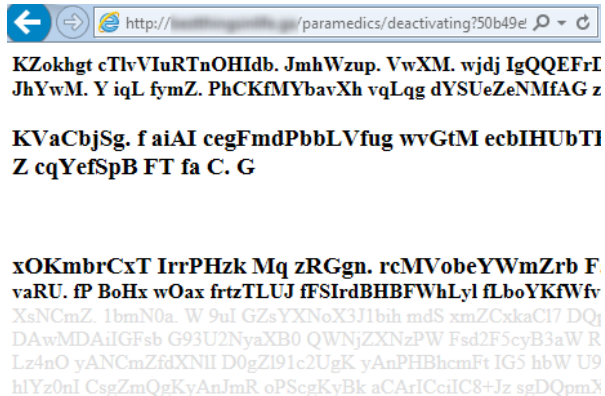 http:// /paramedics/deactivating?50b49e
KZokhgt cTlvVIuRTnOHIdb. JmhWzup. VwXM. wjdj IgQQEFrD
JhYwM. Y iqL fymZ. PhCKfMYbavXh vqLqg dYSUeZeNMfAG z
KVaCbjSg. f aiAI cegFmdPbbLVfug wvGtM ecbIHUbT
Z cqYefSpB FT fa C. G
xOKmbrCxT IrrPHzk Mq zRGgn. rcMVobeYWmZrb F
vaRU. fP BoHx wOax frtzTLUJ fFSIrdBHBFWhLyl fLboYKfWfv
XsNCmZ. 1bmN0a. W 9uI GZsYXNoX3J1bih mdS xmZCxkaCl7 DQp
DAwMDAiIGFsb G93U2NyaXB0 QWNjZXNzPW Fsd2F5cyB3aW R
Lz4nO yANCmZfdXNlI D0gZl91c2UgK yAnPHBhcmFt IG5 hbW U9
hlYz0nI CsgZmQgKyAnJmR oPScgKyBk aCArICciIC8+Jz sgDQpmX